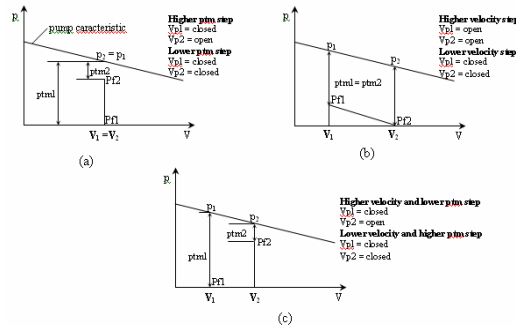 p
pump caracteristic
p2 = p1
ptm2
Pf2
ptm1
Pf1
V1 = V2
V
Higher ptm step
Vp1 = closed
Vp2 = open
Lower ptm step
Vp1 = closed
Vp2 = closed
(a)
p
p1
p2
ptm1 = ptm2
Pf1
Pf2
V1
V2
V
Higher velocity step
Vp1 = open
Vp2 = open
Lower velocity step
Vp1 = closed
Vp2 = closed
(b)
p
p1
p2
ptm2
Pf2
ptm1
Pf1
V1
V2
V
Higher velocity and lower ptm step
Vp1 = closed
Vp2 = open
Lower velocity and higher ptm step
Vp1 = closed
Vp2 = closed
(c)